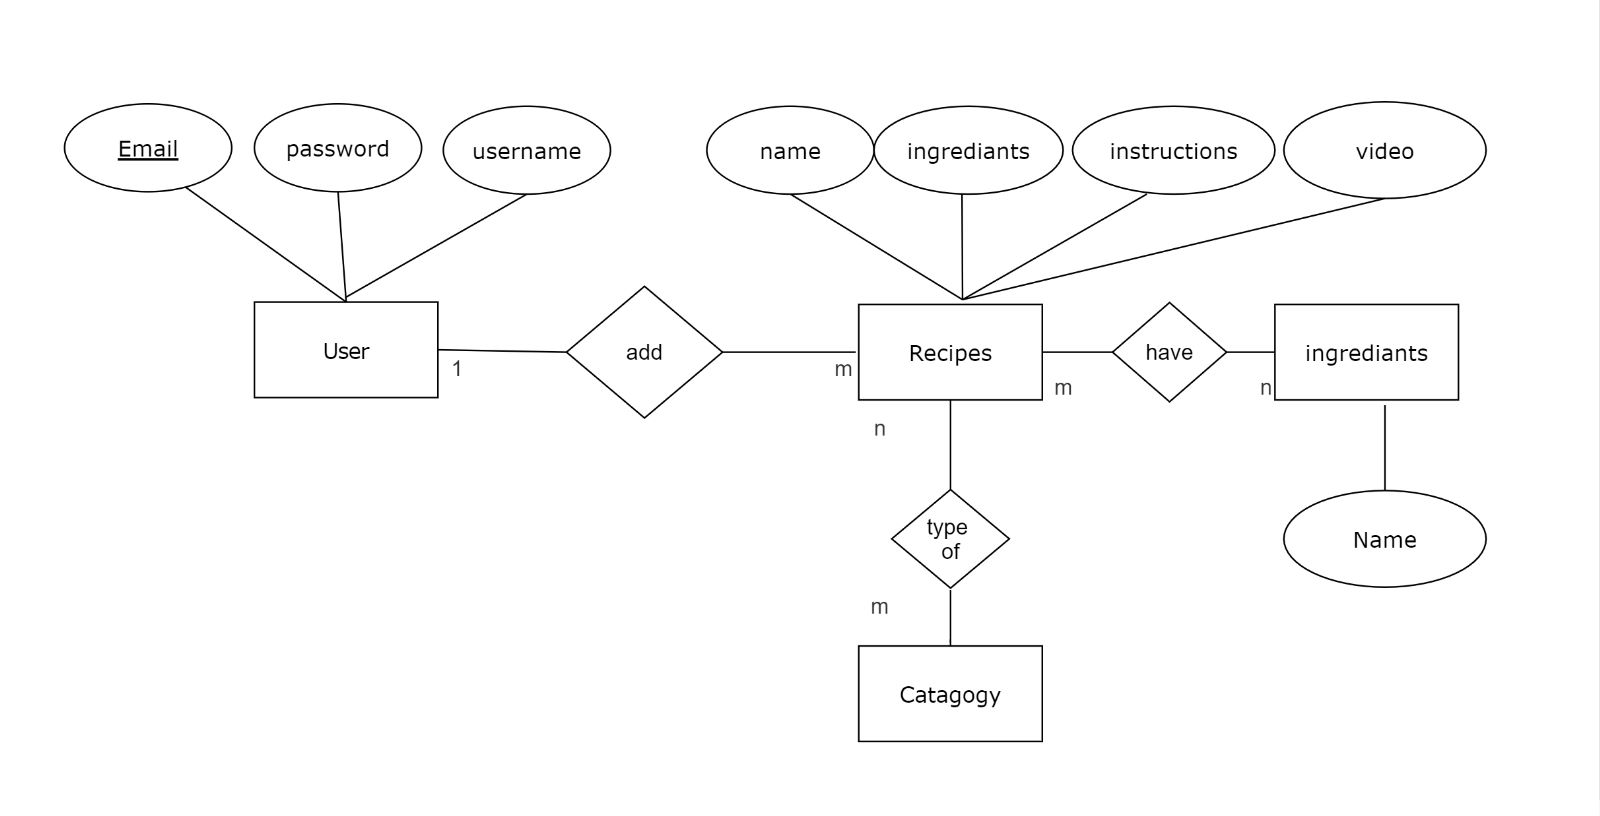 Email
password
username
name
ingrediants
instructions
video
User
1
add
m
Recipes
m
have
n
ingrediants
n
type
of
m
Name
Catagogy